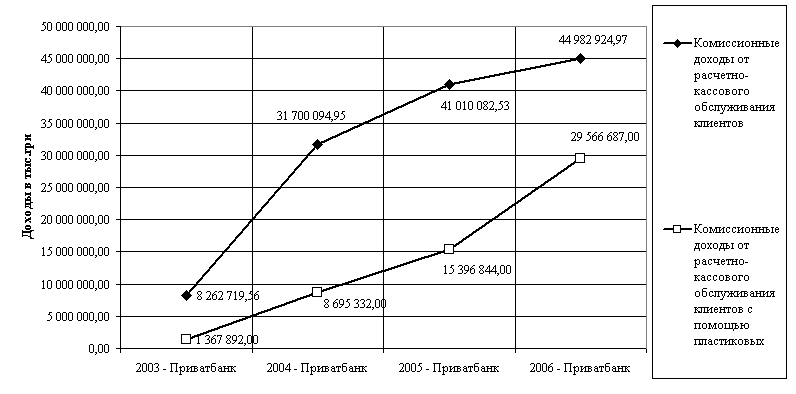 50 000 000,00
45 000 000,00
40 000 000,00
35 000 000,00
30 000 000,00
25 000 000,00
20 000 000,00
15 000 000,00
10 000 000,00
5 000 000,00
0,00
Доходы в тыс.грн
44 982 924,97
41 010 082,53
31 700 094,95
8 262 719,56
29 566 687,00
15 396 844,00
8 695 332,00
1 367 892,00
2003 - Приватбанк
2004 - Приватбанк
2005 - Приватбанк
2006 - Приватбанк
Комиссионные
доходы от
расчетно-
кассового
обслуживания
клиентов
Комиссионные
доходы от
расчетно-
кассового
обслуживания
клиентов с
помощью
пластиковых